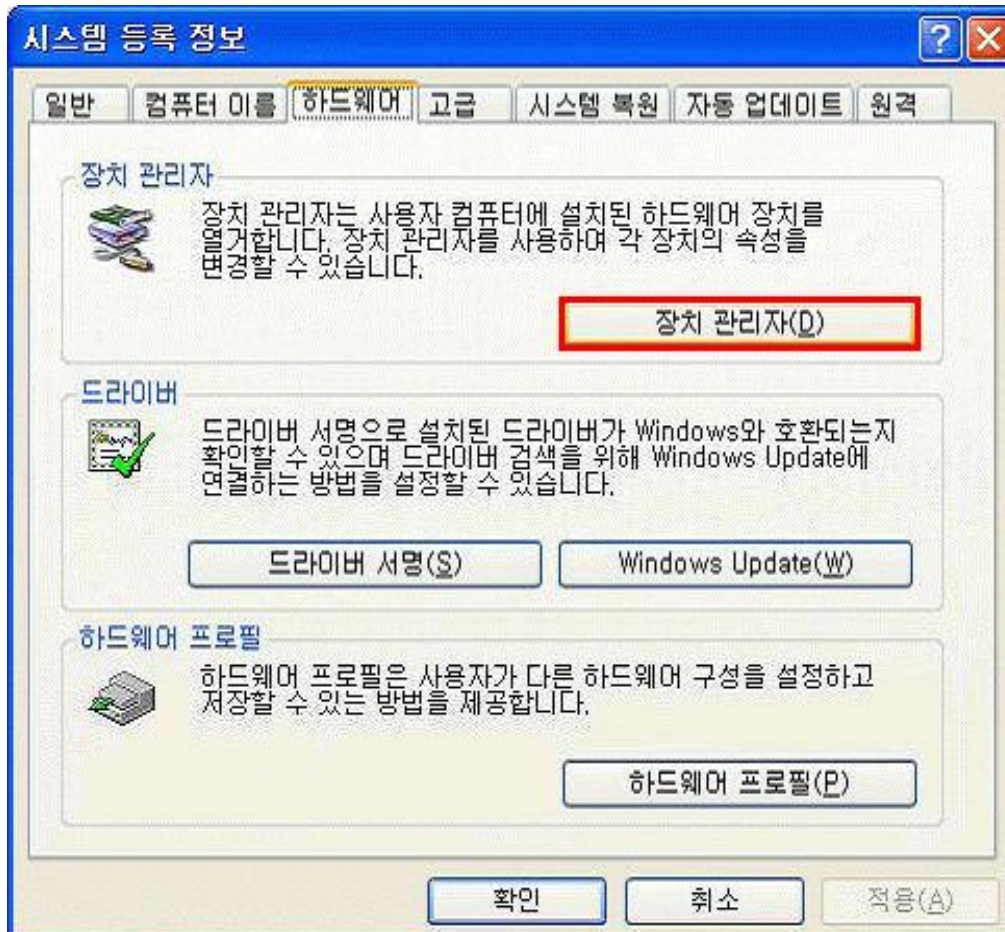 시스템 등록 정보
일반 컴퓨터 이름 하드웨어 고급 시스템 복원 자동 업데이트 원격
장치 관리자
장치 관리자는 사용자 컴퓨터에 설치된 하드웨어 장치를
열거합니다. 장치 관리자를 사용하여 각 장치의 속성을
변경할 수 있습니다.
장치 관리자(D)
드라이버
드라이버 서명으로 설치된 드라이버가 Windows와 호환되는지
확인할 수 있으며 드라이버 검색을 위해 Windows Update에
연결하는 방법을 설정할 수 있습니다.
드라이버 서명(S) Windows Update(W)
하드웨어 프로필
하드웨어 프로필은 사용자가 다른 하드웨어 구성을 설정하고
저장할 수 있는 방법을 제공합니다.
하드웨어 프로필(P)
확인 취소 적용(A)